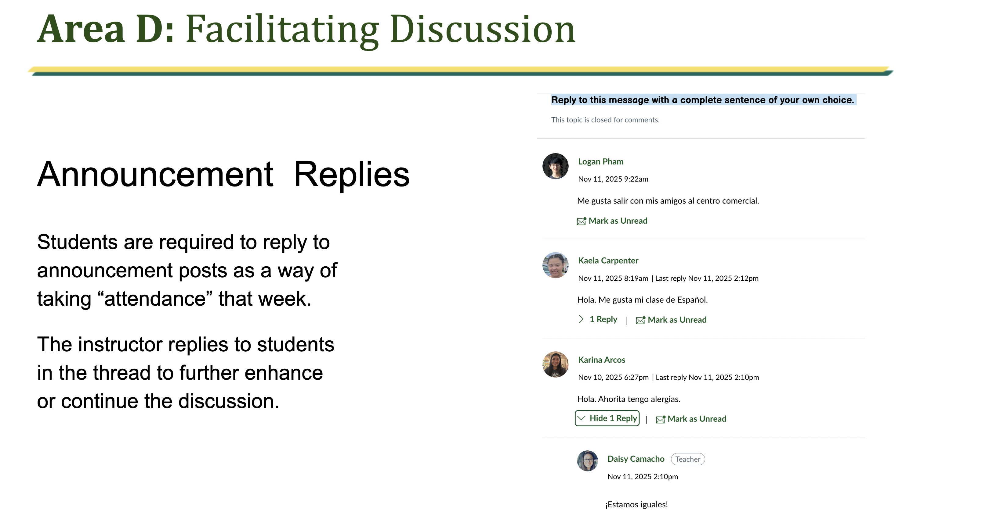 Area D: Facilitating Discussion
Announcement Replies
Students are required to reply to
announcement posts as a way of
taking “attendance” that week.
The instructor replies to students
in the thread to further enhance
or continue the discussion.
Reply to this message with a complete sentence of your own choice.
This topic is closed for comments.
Logan Pham
Nov 11, 2025 9:22am
Me gusta salir con mis amigos al centro comercial.
Mark as Unread
Kaela Carpenter
Nov 11, 2025 8:19am | Last reply Nov 11, 2025 2:12pm
Hola. Me gusta mi clase de Español.
1 Reply | Mark as Unread
Karina Arcos
Nov 10, 2025 6:27pm | Last reply Nov 11, 2025 2:10pm
Hola. Ahorita tengo alergias.
Hide 1 Reply | Mark as Unread
Daisy Camacho Teacher
Nov 11, 2025 2:10pm
¡Estamos iguales!